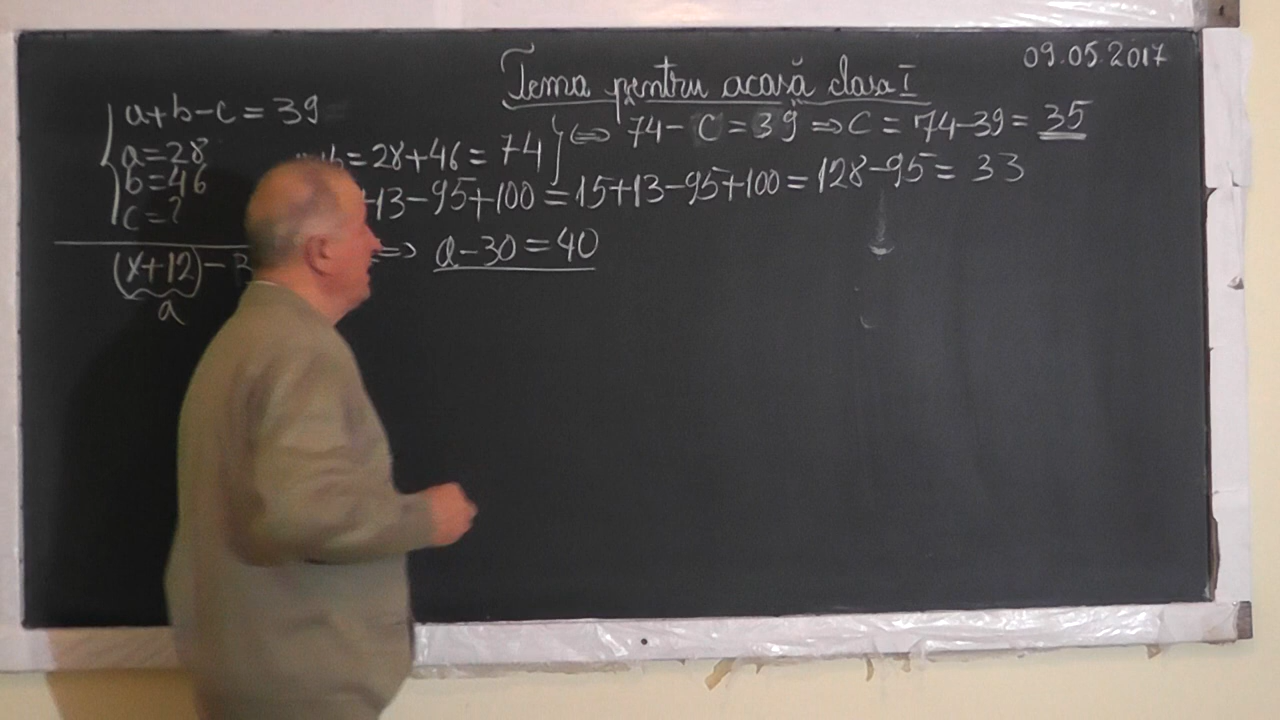 09.05.2017
Tema pentru acasă clasa I
a+b-c = 39
a=28
b=46
c=?
b=28+46=74 ⇔ 74-c=39 ⇒ c=74-39=35
+13-95+100=15+13-95+100=128-95=33
(x+12)-3 ⇔ a-30=40
a